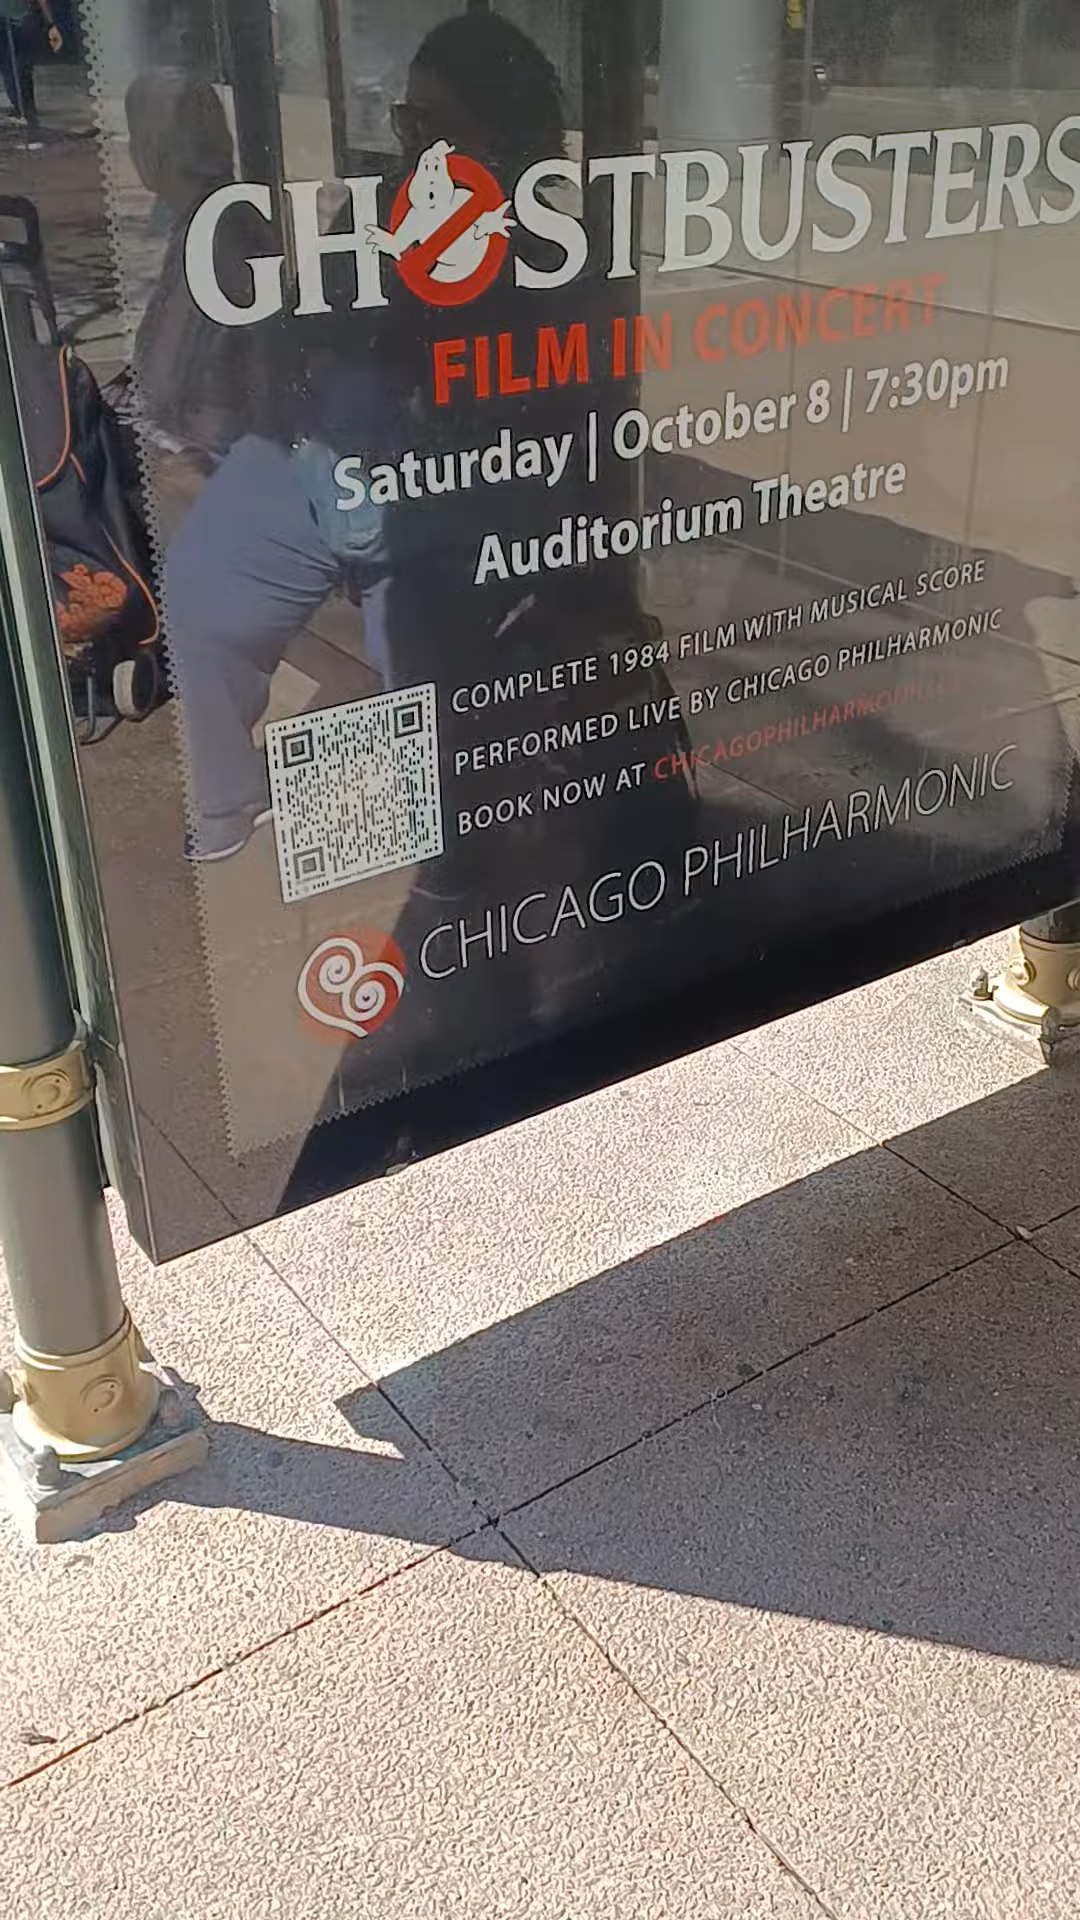 GHOSTBUSTERS
FILM IN CONCERT
Saturday | October 8 | 7:30pm
Auditorium Theatre
COMPLETE 1984 FILM WITH MUSICAL SCORE
PERFORMED LIVE BY CHICAGO PHILHARMONIC
BOOK NOW AT
CHICAGO PHILHARMONIC